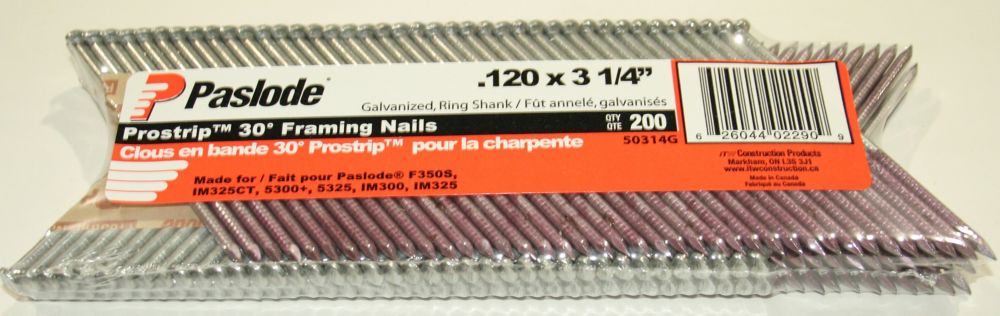 Paslode
.120 x 3 1/4”
Galvanized, Ring Shank / Fût annelé, galvanisés
Prostrip™ 30° Framing Nails
QTY
QTE 200
Clous en bande 30° Prostrip™ pour la charpente
50314G
Made for / Fait pour Paslode® F350S,
IM325CT, 5300+, 5325, IM300, IM325
6 26044 02290 9
ITW Construction Products
Markham, ON L3S 3J1
www.itwconstruction.ca
Made in Canada
Fabriqué au Canada